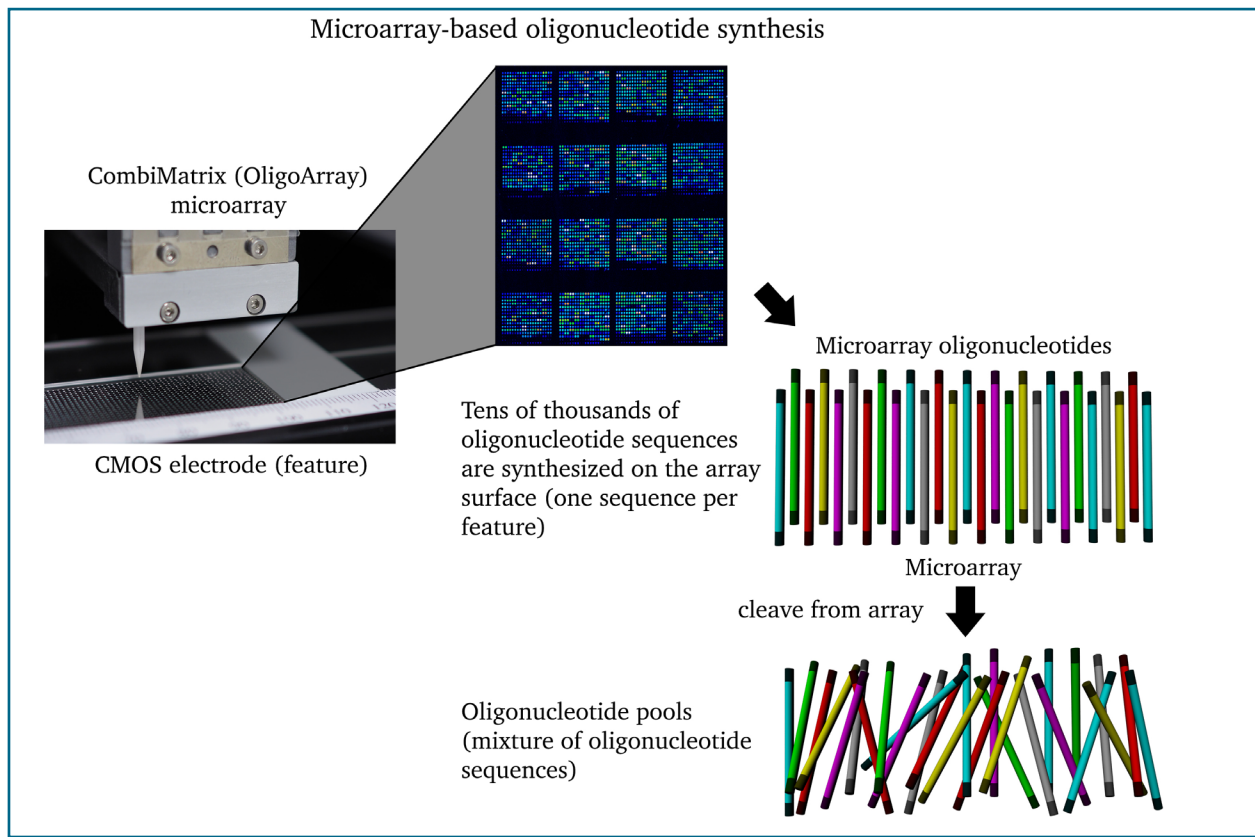 Microarray-based oligonucleotide synthesis
CombiMatrix (OligoArray)
microarray
CMOS electrode (feature)
Tens of thousands of
oligonucleotide sequences
are synthesized on the array
surface (one sequence per
feature)
Microarray oligonucleotides
Microarray
cleave from array
Oligonucleotide pools
(mixture of oligonucleotide
sequences)